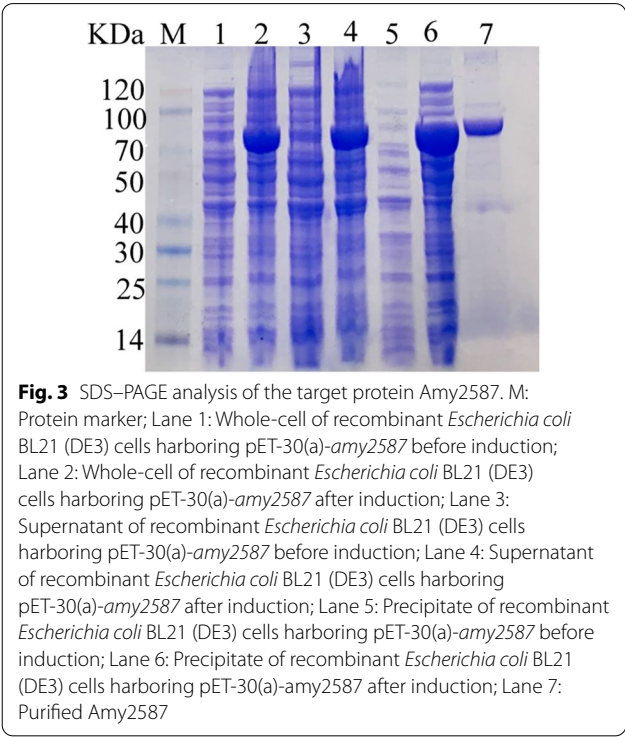 KDa M 1 2 3 4 5 6 7
120
100
70
50
40
30
25
14
Fig. 3 SDS–PAGE analysis of the target protein Amy2587. M:
Protein marker; Lane 1: Whole-cell of recombinant Escherichia coli
BL21 (DE3) cells harboring pET-30(a)-amy2587 before induction;
Lane 2: Whole-cell of recombinant Escherichia coli BL21 (DE3)
cells harboring pET-30(a)-amy2587 after induction; Lane 3:
Supernatant of recombinant Escherichia coli BL21 (DE3) cells
harboring pET-30(a)-amy2587 before induction; Lane 4: Supernatant
of recombinant Escherichia coli BL21 (DE3) cells harboring
pET-30(a)-amy2587 after induction; Lane 5: Precipitate of recombinant
Escherichia coli BL21 (DE3) cells harboring pET-30(a)-amy2587 before
induction; Lane 6: Precipitate of recombinant Escherichia coli BL21
(DE3) cells harboring pET-30(a)-amy2587 after induction; Lane 7:
Purified Amy2587